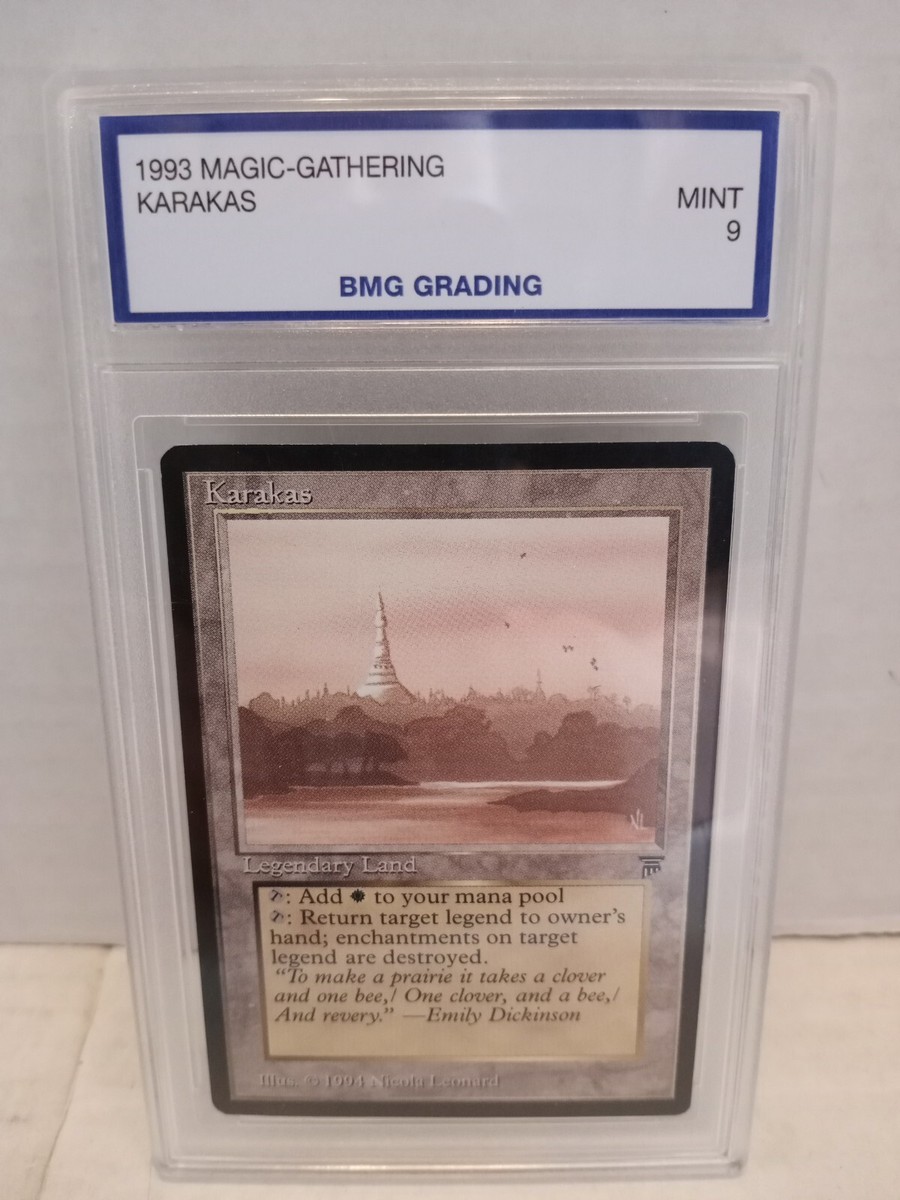 1993 MAGIC-GATHERING
KARAKAS
MINT
9
BMG GRADING
Karakas
NL
Legendary Land
: Add to your mana pool
: Return target legend to owner's
hand; enchantments on target
legend are destroyed.
"To make a prairie it takes a clover
and one bee,/ One clover, and a bee,/
And revery." —Emily Dickinson
Illus. © 1994 Nicola Leonard